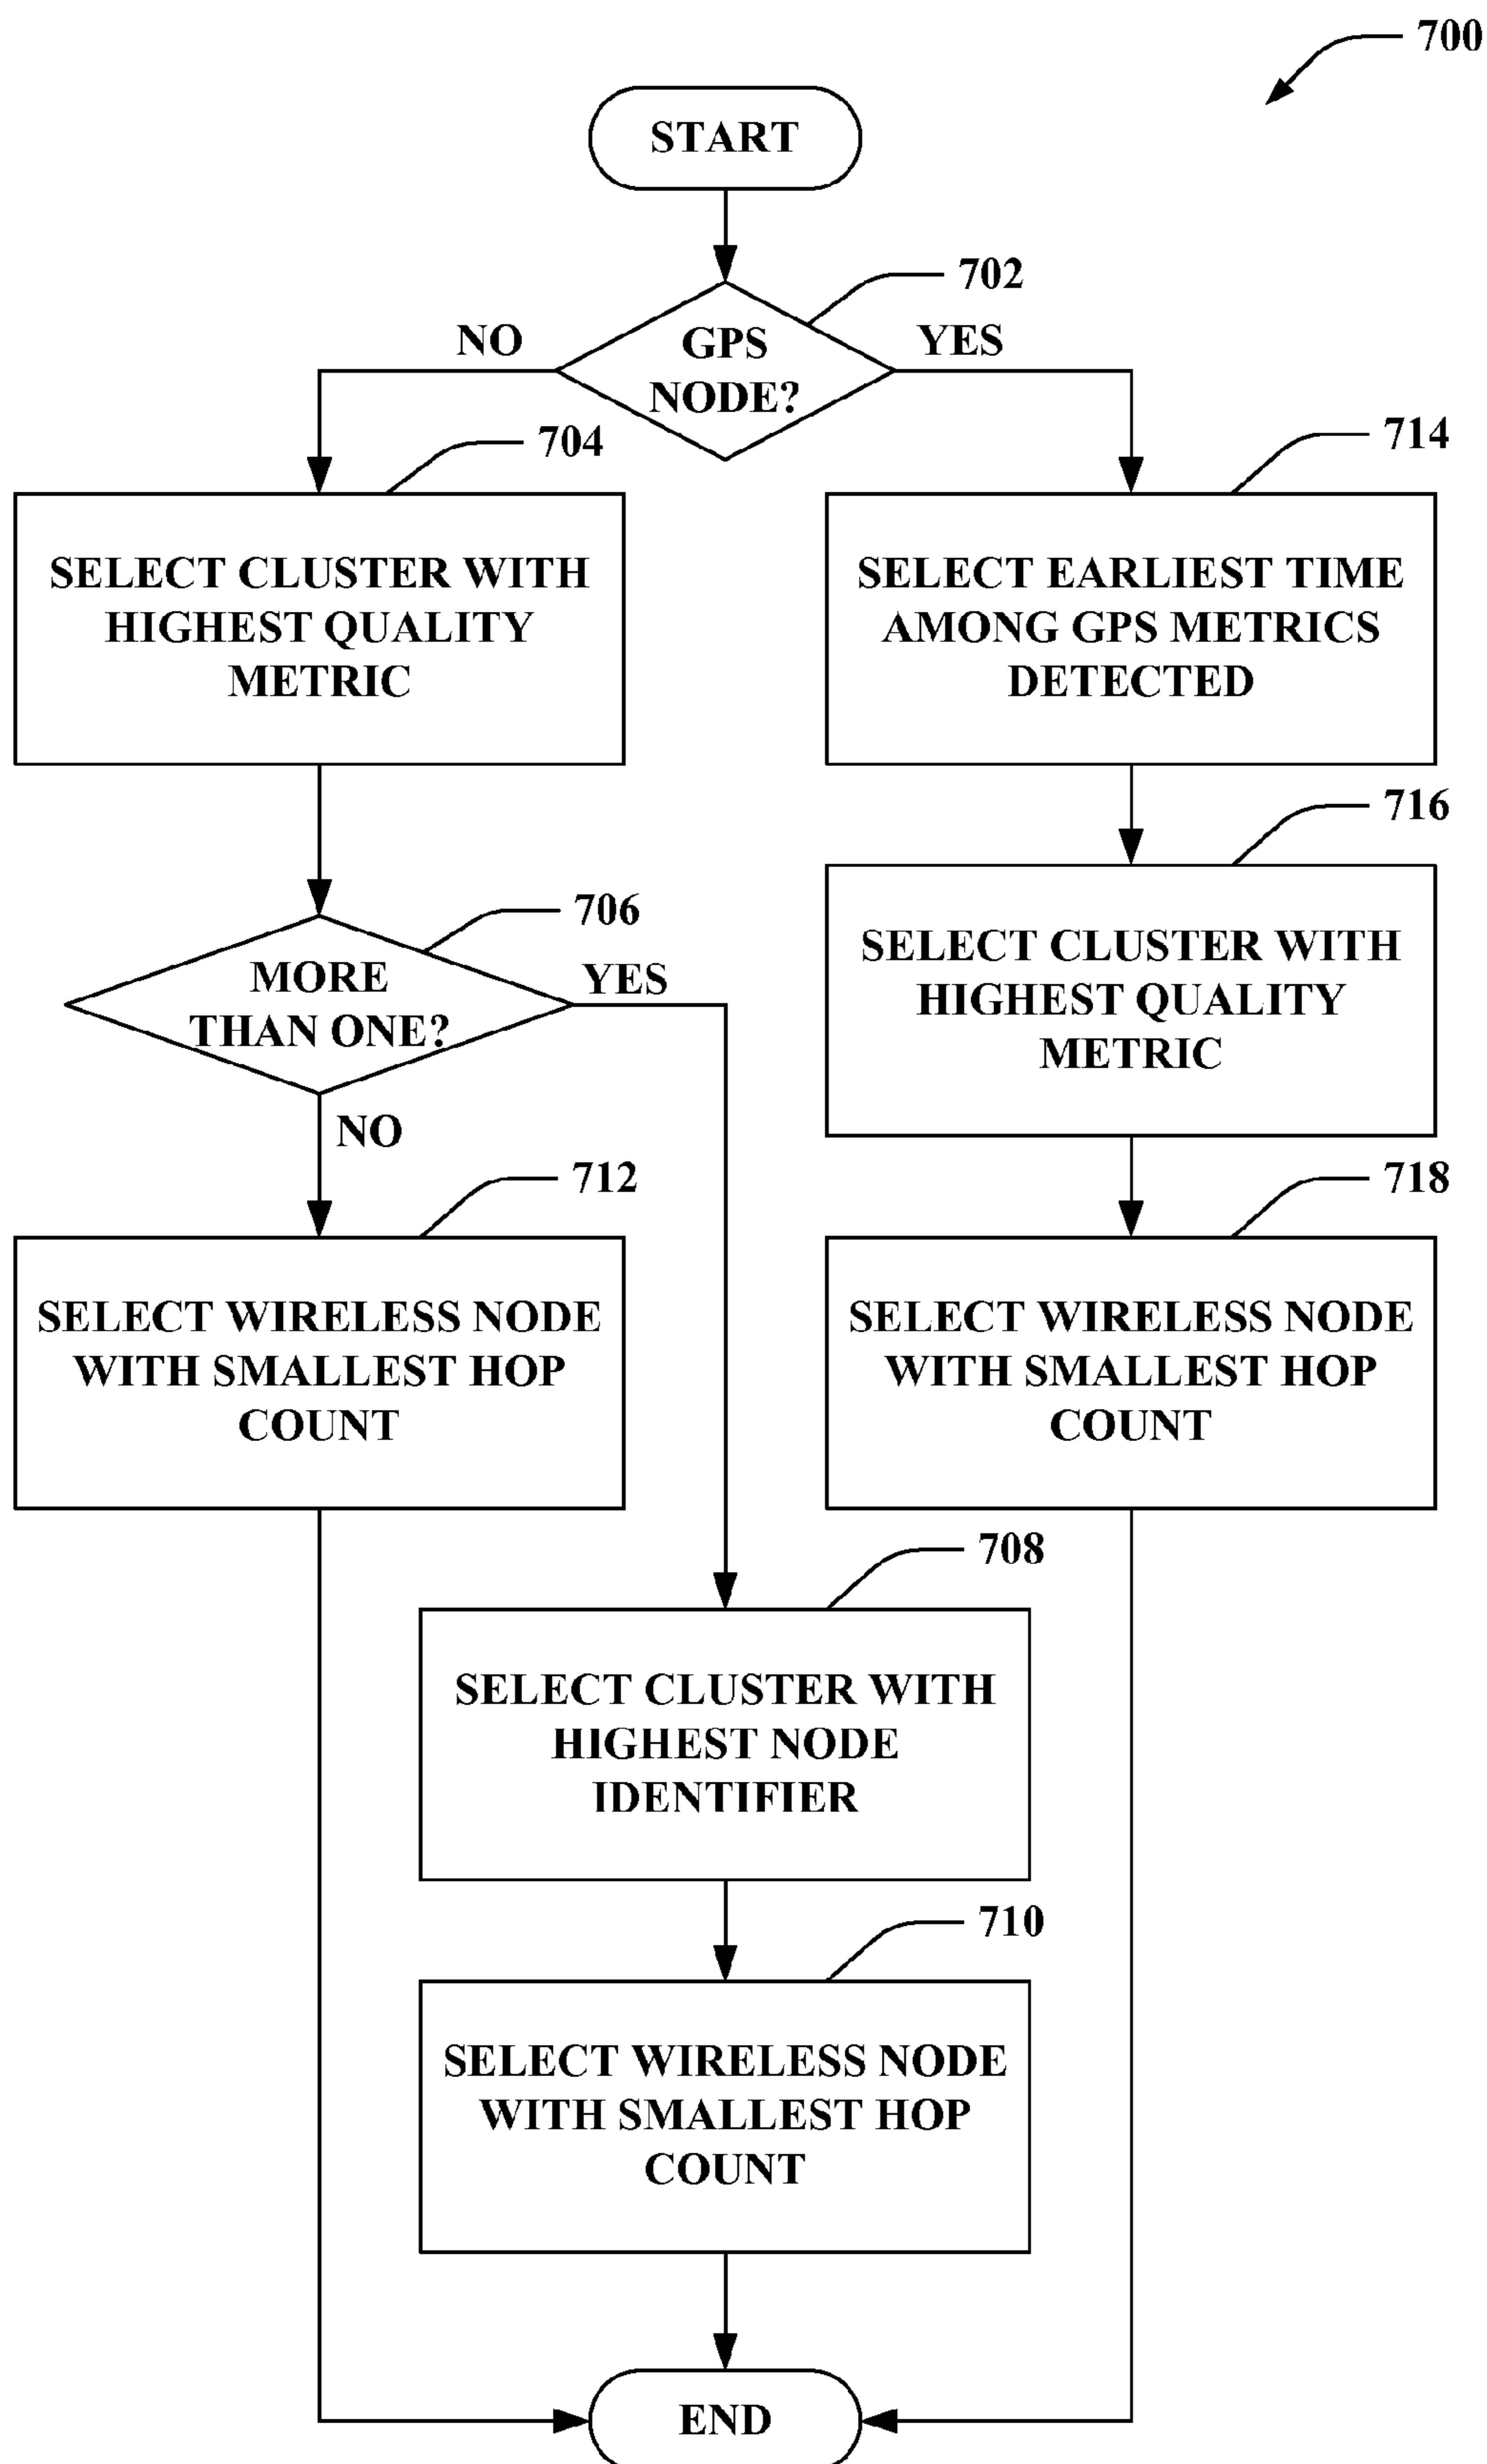 700
START
702
GPS
NODE?
NO
YES
704
SELECT CLUSTER WITH
HIGHEST QUALITY
METRIC
714
SELECT EARLIEST TIME
AMONG GPS METRICS
DETECTED
716
SELECT CLUSTER WITH
HIGHEST QUALITY
METRIC
706
MORE
THAN ONE?
YES
NO
712
SELECT WIRELESS NODE
WITH SMALLEST HOP
COUNT
718
SELECT WIRELESS NODE
WITH SMALLEST HOP
COUNT
708
SELECT CLUSTER WITH
HIGHEST NODE
IDENTIFIER
710
SELECT WIRELESS NODE
WITH SMALLEST HOP
COUNT
END